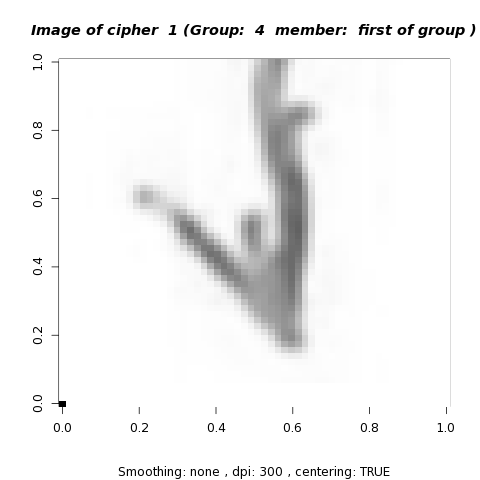 Image of cipher 1 (Group: 4 member: first of group )
1.0
0.8
0.6
0.4
0.2
0.0
0.0 0.2 0.4 0.6 0.8 1.0
Smoothing: none , dpi: 300 , centering: TRUE